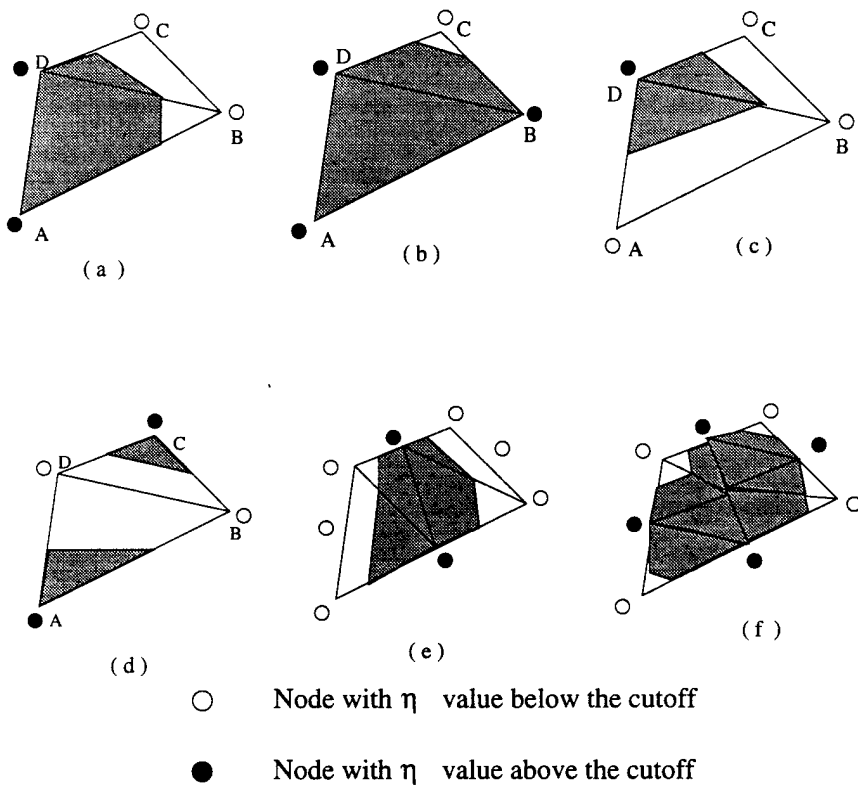 C
D
B
A
( a )
C
D
B
A
( b )
C
D
B
A
( c )
C
D
B
A
( d )
( e )
( f )
Node with η value below the cutoff
Node with η value above the cutoff